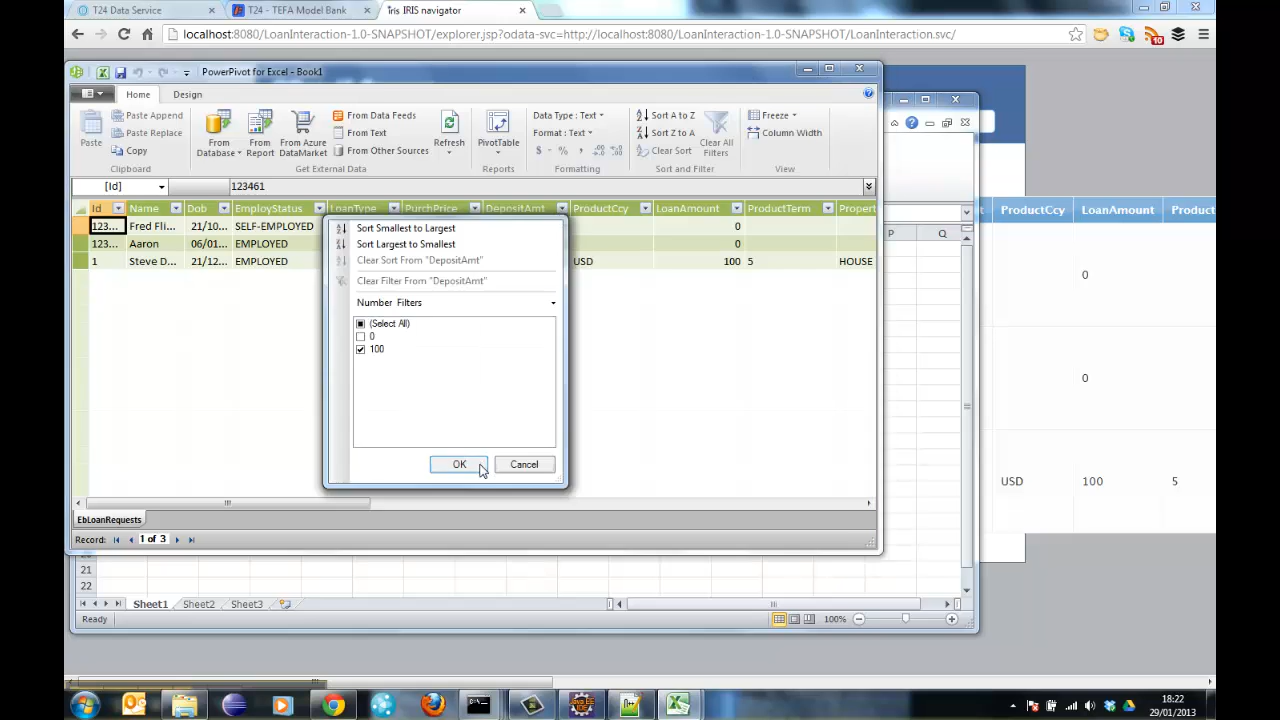 T24 Data Service
T24 - TEFA Model Bank
Tris IRIS navigator
localhost:8080/LoanInteraction-1.0-SNAPSHOT/explorer.jsp?data-svc=http://localhost:8080/LoanInteraction-1.0-SNAPSHOT/LoanInteraction.svc/
10
PowerPivot for Excel - Book1
Home
Design
Paste
Paste Append
Paste Replace
Copy
Clipboard
From Database
From Report
From Azure DataMarket
From Data Feeds
From Text
From Other Sources
Get External Data
Refresh
PivotTable
Reports
Data Type : Text
Format : Text
$ % ,
Formatting
Sort A to Z
Sort Z to A
Clear Sort
Clear All Filters
Sort and Filter
Freeze
Column Width
View
[Id]
123461
Id Name Dob EmployStatus LoanType PurchPrice DepositAmt ProductCcy LoanAmount ProductTerm Propert
123... Fred Fli... 21/10... SELF-EMPLOYED 0
123... Aaron 06/01... EMPLOYED 0
1 Steve D... 21/12... EMPLOYED USD 100 5 HOUSE
Sort Smallest to Largest
Sort Largest to Smallest
Clear Sort From "DepositAmt"
Clear Filter From "DepositAmt"
Number Filters
(Select All)
0
100
OK
Cancel
EbLoanRequests
Record: 1 of 3
P Q
21
22
Sheet1 Sheet2 Sheet3
Ready
100%
ProductCcy LoanAmount Product
0
0
USD 100 5
18:22
29/01/2013